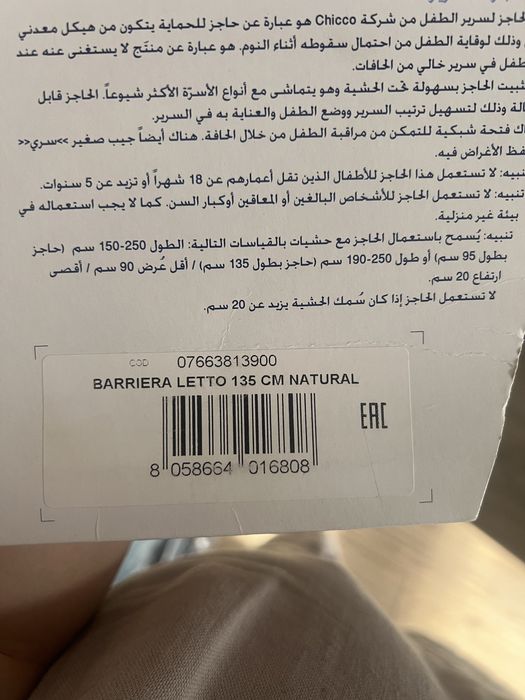 حاجز لسرير الطفل من شركة Chicco هو عبارة عن حاجز للحماية يتكون من هيكل معدني
وذلك لوقاية الطفل من احتمال سقوطه أثناء النوم. هو عبارة عن منتَج لا يستغنى عنه عند
طفل في سرير خالي من الحافات.
تثبيت الحاجز بسهولة تحت الحشية وهو يتماشى مع أنواع الأسرّة الأكثر شيوعاً. الحاجز قابل
لة وذلك لتسهيل ترتيب السرير ووضع الطفل والعناية به في السرير.
ك فتحة شبكية للتمكن من مراقبة الطفل من خلال الحافة. هناك أيضاً جيب صغير >>سري<<
فظ الأغراض فيه.
تنبيه: لا تستعمل هذا الحاجز للأطفال الذين تقل أعمارهم عن 18 شهراً أو تزيد عن 5 سنوات.
تنبيه: لا تستعمل الحاجز للأشخاص البالغين أو المعاقين أوكبار السن. كما لا يجب استعماله في
بيئة غير منزلية.
تنبيه: يُسمح باستعمال الحاجز مع حشيات بالقياسات التالية: الطول 250-150 سم (حاجز
بطول 95 سم) أو طول 250-190 سم (حاجز بطول 135 سم) / أقل عُرض 90 سم / أقصى
ارتفاع 20 سم.
لا تستعمل الحاجز إذا كان سُمك الحشية يزيد عن 20 سم.
COD 07663813900
BARRIERA LETTO 135 CM NATURAL
EAC
8 058664 016808